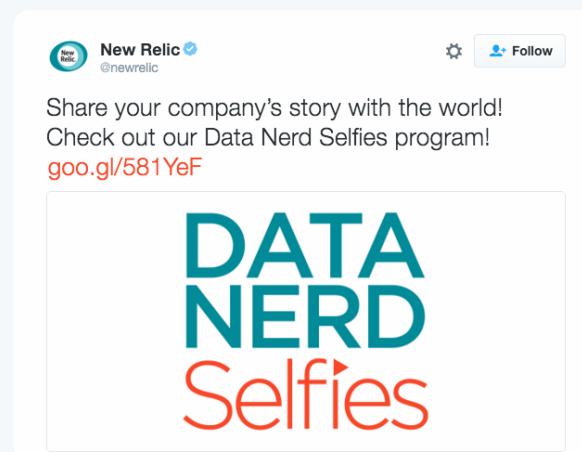 New Relic.
New Relic
@newrelic
Follow
Share your company's story with the world!
Check out our Data Nerd Selfies program!
goo.gl/581YeF
DATA
NERD
Selfies